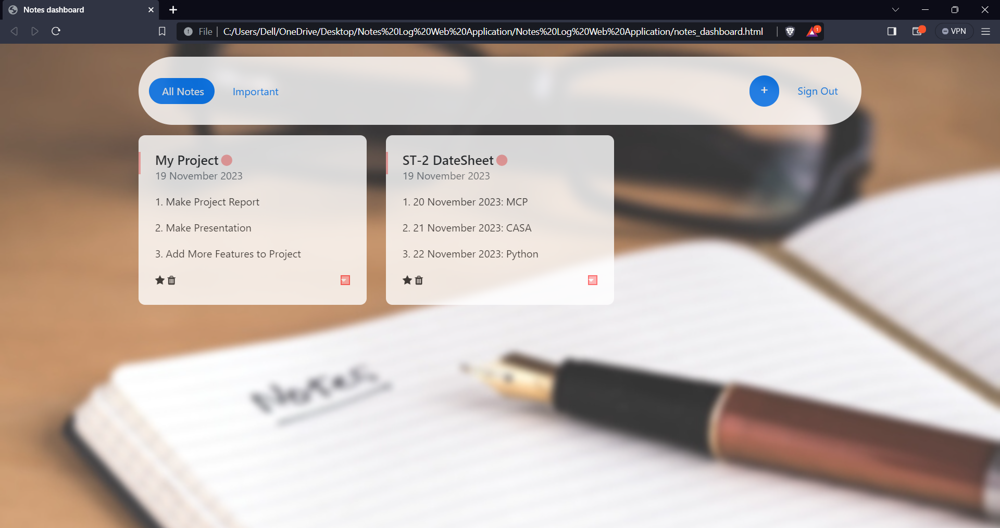 Notes dashboard
File
C:/Users/Dell/OneDrive/Desktop/Notes%20Log%20Web%20Application/Notes%20Log%20Web%20Application/notes_dashboard.html
1
VPN
All Notes
Important
+
Sign Out
My Project
19 November 2023
1. Make Project Report
2. Make Presentation
3. Add More Features to Project
ST-2 DateSheet
19 November 2023
1. 20 November 2023: MCP
2. 21 November 2023: CASA
3. 22 November 2023: Python
Notes